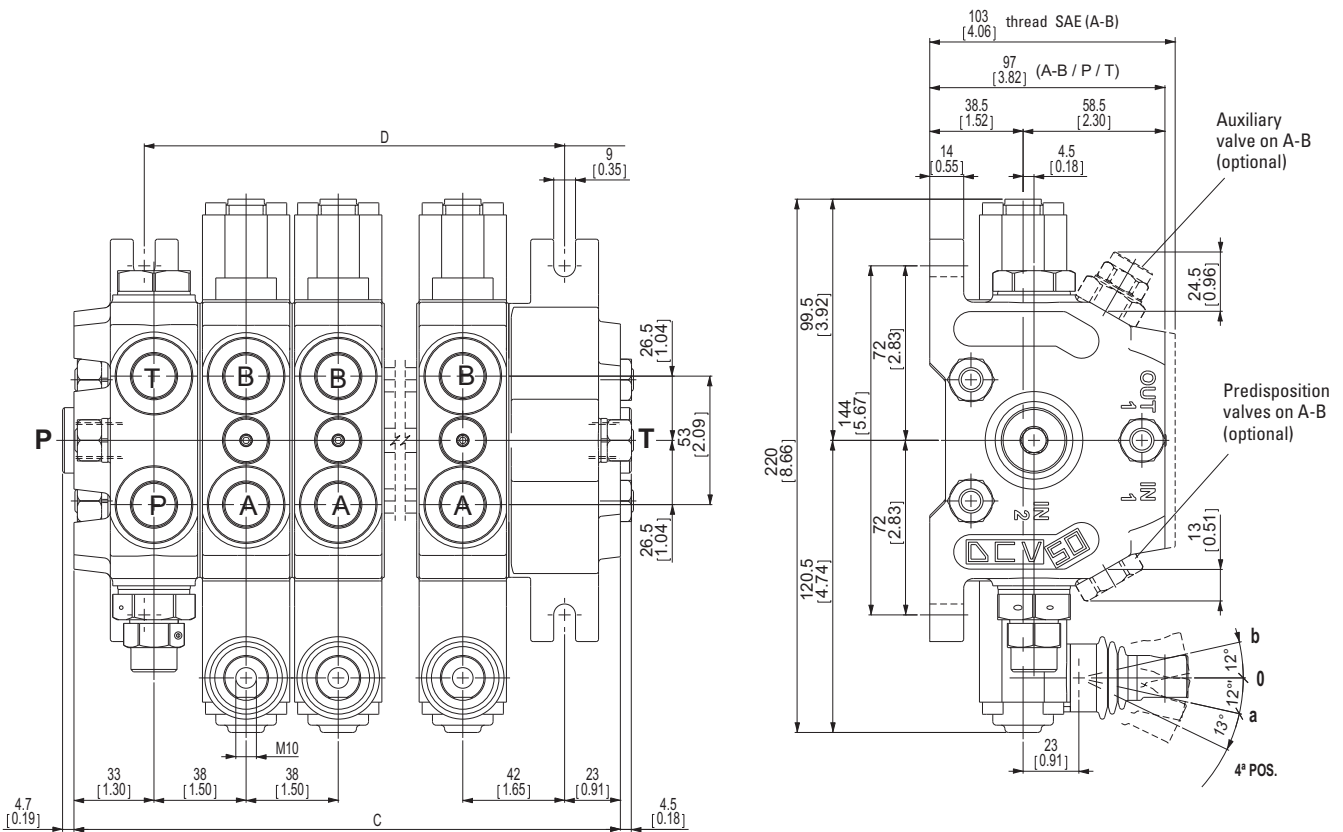 103
[4.06]
thread SAE (A-B)
97
[3.82]
(A-B / P / T)
38.5
[1.52]
58.5
[2.30]
14
[0.55]
4.5
[0.18]
Auxiliary
valve on A-B
(optional)
24.5
[0.96]
D
9
[0.35]
T
B
B
B
P
T
P
A
A
A
26.5
[1.04]
53
[2.09]
26.5
[1.04]
M10
33
[1.30]
38
[1.50]
38
[1.50]
42
[1.65]
23
[0.91]
4.7
[0.19]
C
4.5
[0.18]
220
[8.66]
99.5
[3.92]
120.5
[4.74]
144
[5.67]
72
[2.83]
72
[2.83]
OUT
1
IN
1
IN
2
DCV50
Predisposition
valves on A-B
(optional)
13
[0.51]
b
12°
0
12°
a
13°
4ª POS.
23
[0.91]